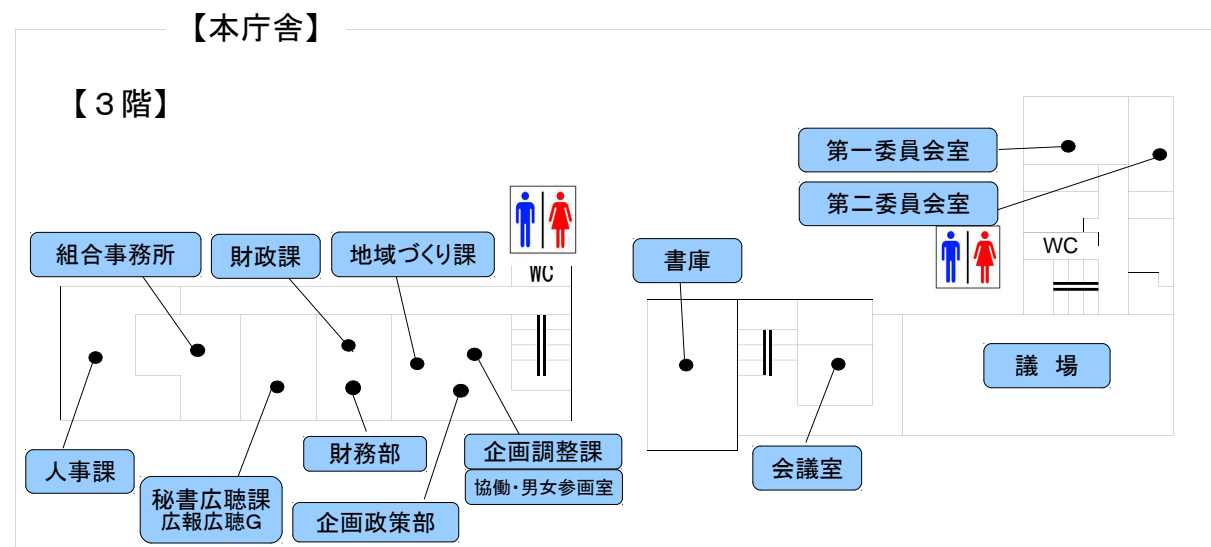 【本庁舎】
【３階】
第一委員会室
第二委員会室
組合事務所
財政課
地域づくり課
WC
書庫
WC
議 場
人事課
秘書広聴課
広報広聴G
財務部
企画政策部
企画調整課
協働・男女参画室
会議室